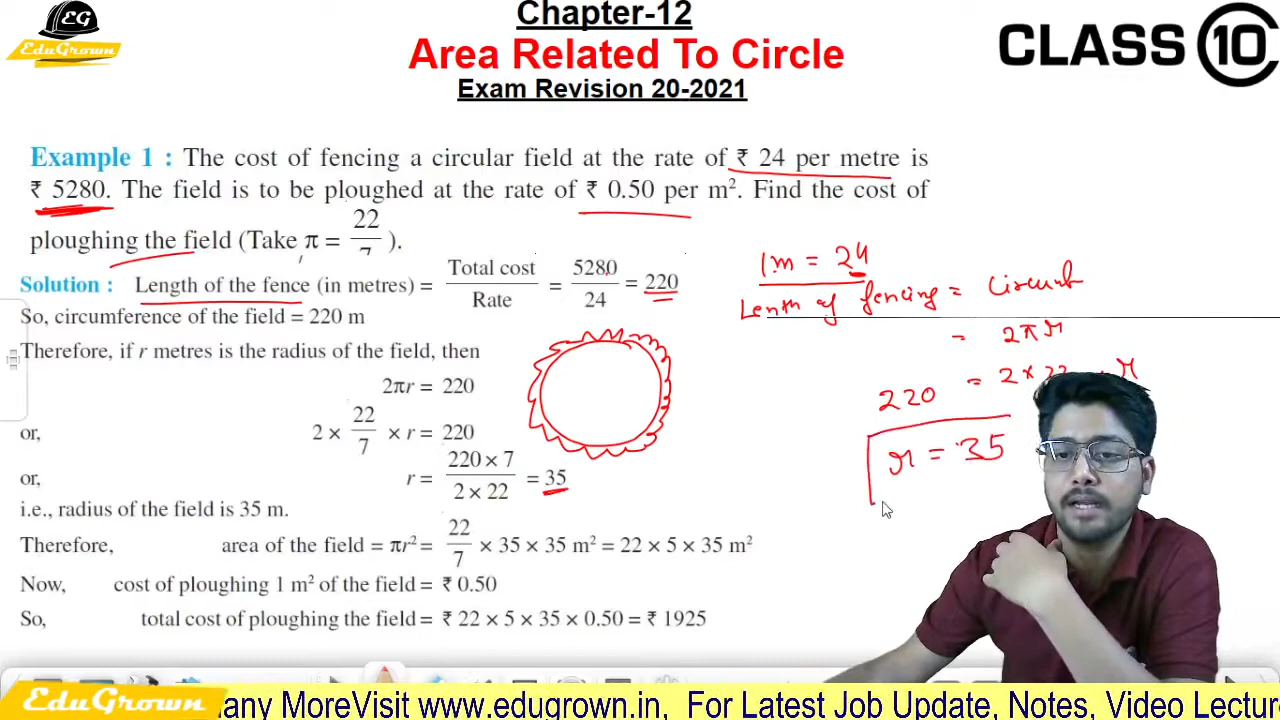 EG
EduGrown
Chapter-12
Area Related To Circle
Exam Revision 20-2021
CLASS 10
Example 1 : The cost of fencing a circular field at the rate of ₹ 24 per metre is
₹ 5280. The field is to be ploughed at the rate of ₹ 0.50 per m². Find the cost of
ploughing the field (Take π = 22/7).
Solution : Length of the fence (in metres) = Total cost/Rate = 5280/24 = 220
So, circumference of the field = 220 m
Therefore, if r metres is the radius of the field, then
2πr = 220
or, 2 × 22/7 × r = 220
or, r = 220 × 7/2 × 22 = 35
i.e., radius of the field is 35 m.
Therefore, area of the field = πr² = 22/7 × 35 × 35 m² = 22 × 5 × 35 m²
Now, cost of ploughing 1 m² of the field = ₹ 0.50
So, total cost of ploughing the field = ₹ 22 × 5 × 35 × 0.50 = ₹ 1925
1m = 24
Lenth of fencing =
= 2πr
220 = 2 × 22 r
r = 35
EduGrown
any MoreVisit www.edugrown.in, For Latest Job Update, Notes, Video Lectur